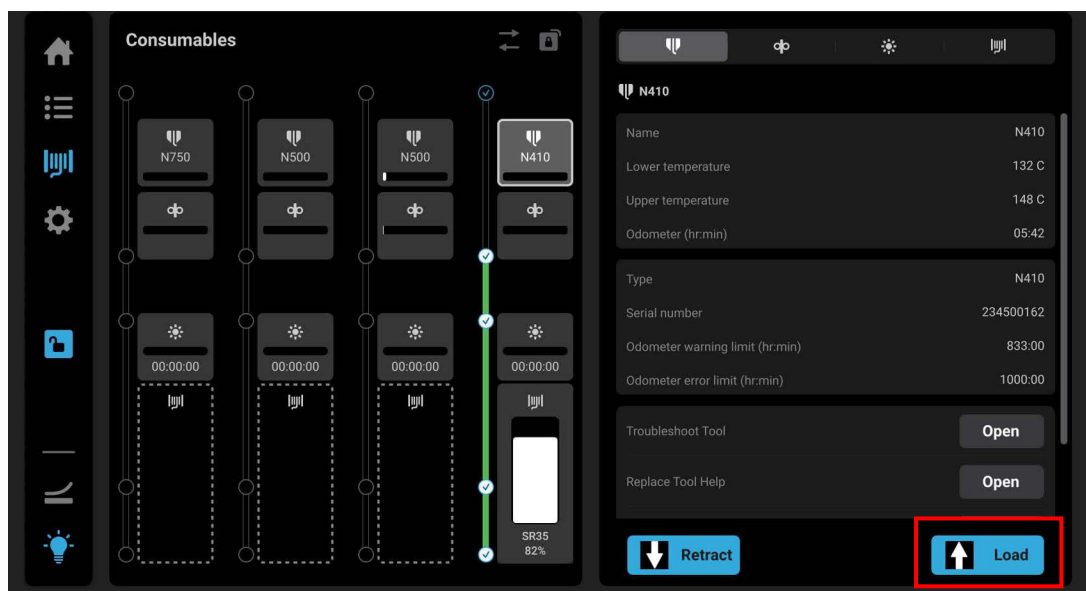 Consumables
N750
N500
N500
N410
00:00:00
00:00:00
00:00:00
00:00:00
SR35
82%
N410
Name N410
Lower temperature 132 C
Upper temperature 148 C
Odometer (hr:min) 05:42
Type N410
Serial number 234500162
Odometer warning limit (hr:min) 833:00
Odometer error limit (hr:min) 1000:00
Troubleshoot Tool Open
Replace Tool Help Open
Retract
Load